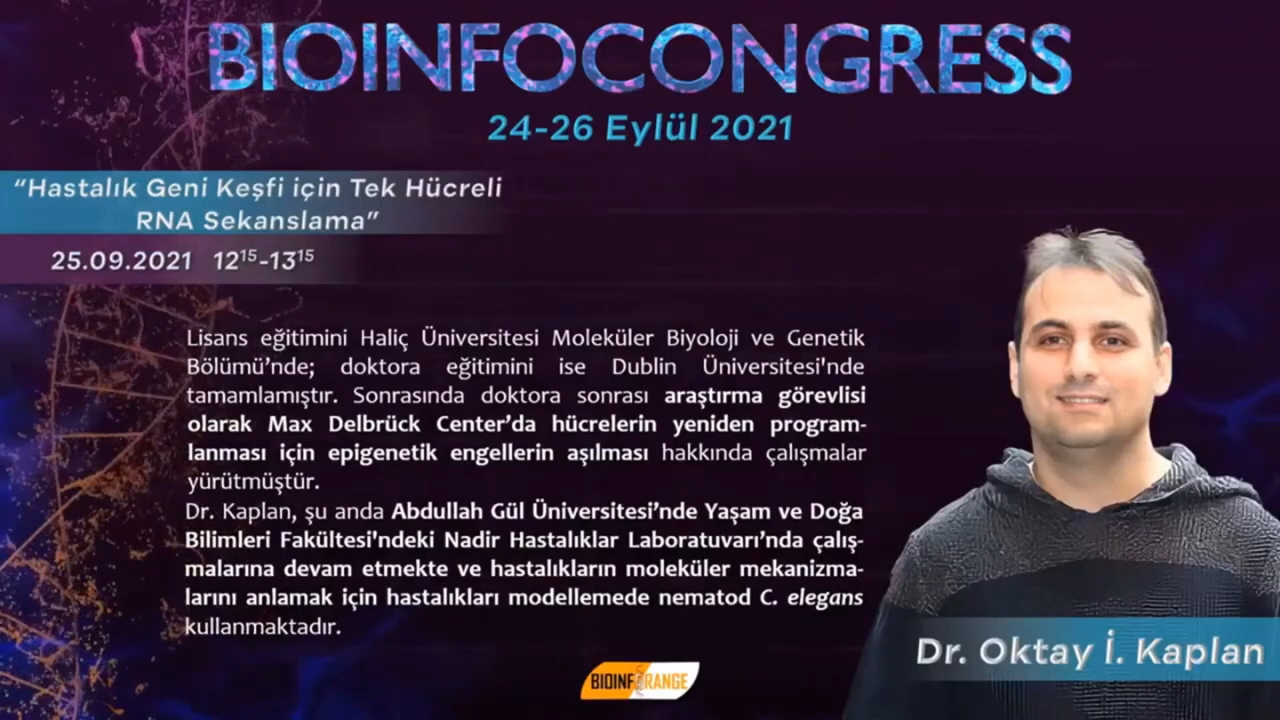 BIOINFOCONGRESS
24-26 Eylül 2021
“Hastalık Geni Keşfi için Tek Hücreli
RNA Sekanslama”
25.09.2021 12¹⁵-13¹⁵
Lisans eğitimini Haliç Üniversitesi Moleküler Biyoloji ve Genetik
Bölümü’nde; doktora eğitimini ise Dublin Üniversitesi'nde
tamamlamıştır. Sonrasında doktora sonrası araştırma görevlisi
olarak Max Delbrück Center’da hücrelerin yeniden program-
lanması için epigenetik engellerin aşılması hakkında çalışmalar
yürütmüştür.
Dr. Kaplan, şu anda Abdullah Gül Üniversitesi’nde Yaşam ve Doğa
Bilimleri Fakültesi'ndeki Nadir Hastalıklar Laboratuvarı’nda çalış-
malarına devam etmekte ve hastalıkların moleküler mekanizma-
larını anlamak için hastalıkları modellemede nematod C. elegans
kullanmaktadır.
Dr. Oktay İ. Kaplan
BIOINFORANGE